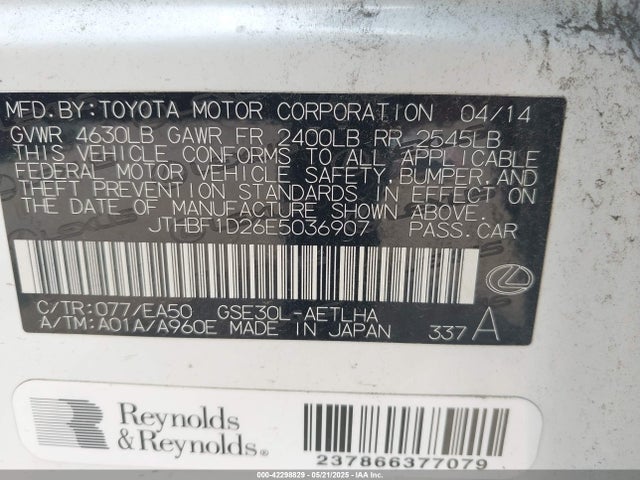 MFD.BY:TOYOTA MOTOR CORPORATION 04/14
GVWR 4630LB GAWR FR 2400LB RR 2545LB
THIS VEHICLE CONFORMS TO ALL APPLICABLE
FEDERAL MOTOR VEHICLE SAFETY, BUMPER, AND
THEFT PREVENTION STANDARDS IN EFFECT ON
THE DATE OF MANUFACTURE SHOWN ABOVE.
JTHBF1D26E5036907 PASS.CAR
C/TR:077/EA50 GSE30L-AETLHA
A/TM:A01A/A960E MADE IN JAPAN 337 A
Reynolds
& Reynolds®
237866377079
000-42298829 - 05/21/2025 - IAAI.COM